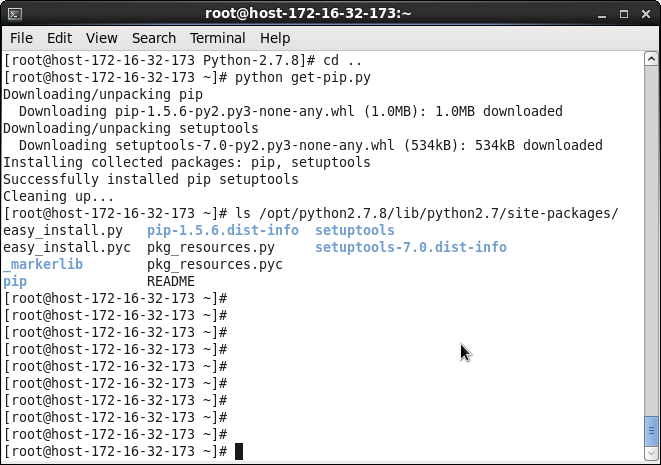 root@host-172-16-32-173:~
File Edit View Search Terminal Help
[root@host-172-16-32-173 Python-2.7.8]# cd ..
[root@host-172-16-32-173 ~]# python get-pip.py
Downloading/unpacking pip
  Downloading pip-1.5.6-py2.py3-none-any.whl (1.0MB): 1.0MB downloaded
Downloading/unpacking setuptools
  Downloading setuptools-7.0-py2.py3-none-any.whl (534kB): 534kB downloaded
Installing collected packages: pip, setuptools
Successfully installed pip setuptools
Cleaning up...
[root@host-172-16-32-173 ~]# ls /opt/python2.7.8/lib/python2.7/site-packages/
easy_install.py   pip-1.5.6.dist-info  setuptools
easy_install.pyc  pkg_resources.py     setuptools-7.0.dist-info
_markerlib        pkg_resources.pyc
pip               README
[root@host-172-16-32-173 ~]#
[root@host-172-16-32-173 ~]#
[root@host-172-16-32-173 ~]#
[root@host-172-16-32-173 ~]#
[root@host-172-16-32-173 ~]#
[root@host-172-16-32-173 ~]#
[root@host-172-16-32-173 ~]#
[root@host-172-16-32-173 ~]#
[root@host-172-16-32-173 ~]#
[root@host-172-16-32-173 ~]#